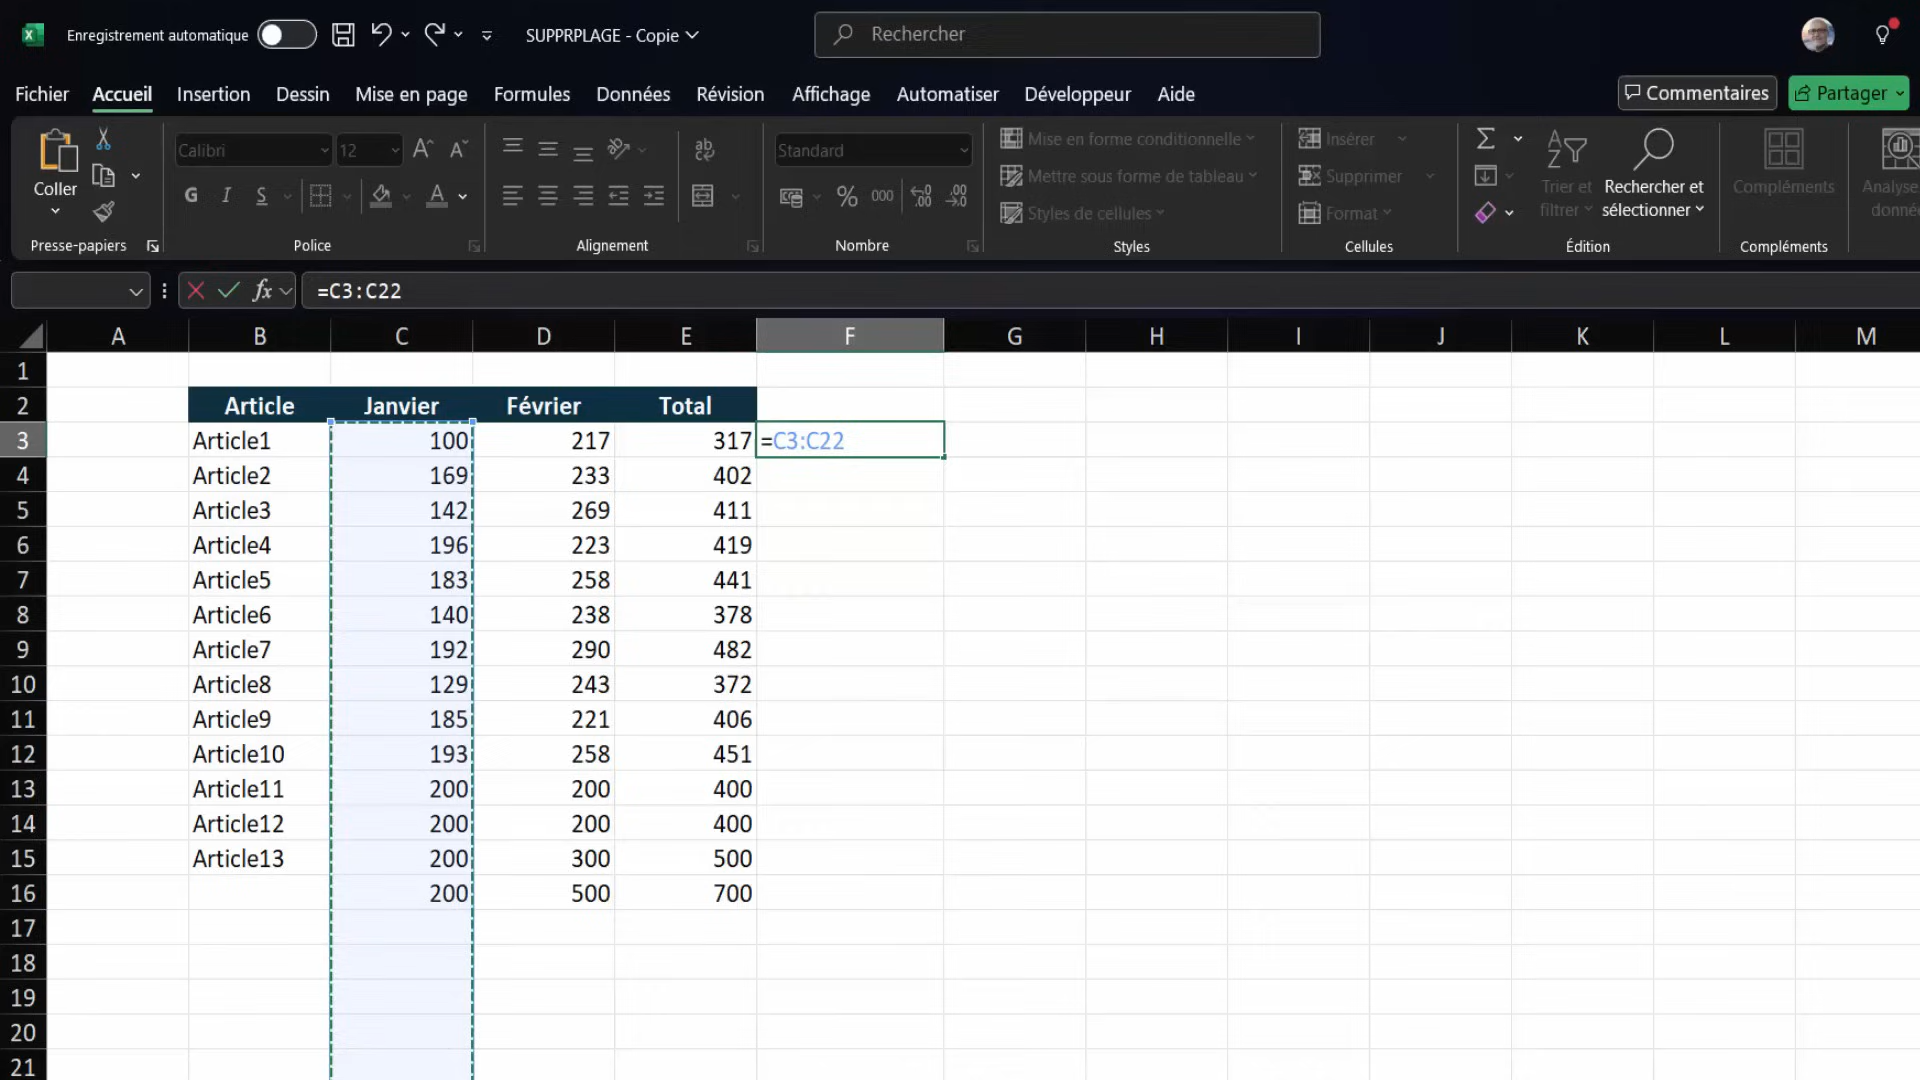 Enregistrement automatique SUPPRPLAGE - Copie Rechercher
Fichier Accueil Insertion Dessin Mise en page Formules Données Révision Affichage Automatiser Développeur Aide Commentaires Partager
Coller
Calibri 12
G I S
Standard
% 000
Mise en forme conditionnelle
Mettre sous forme de tableau
Styles de cellules
Insérer
Supprimer
Format
Trier et
filtrer
Rechercher et
sélectionner
Compléments
Analyse
donné
Presse-papiers Police Alignement Nombre Styles Cellules Édition Compléments
fx =C3:C22
A B C D E F G H I J K L M
1
2 Article Janvier Février Total
3 Article1 100 217 317 =C3:C22
4 Article2 169 233 402
5 Article3 142 269 411
6 Article4 196 223 419
7 Article5 183 258 441
8 Article6 140 238 378
9 Article7 192 290 482
10 Article8 129 243 372
11 Article9 185 221 406
12 Article10 193 258 451
13 Article11 200 200 400
14 Article12 200 200 400
15 Article13 200 300 500
16 200 500 700
17
18
19
20
21